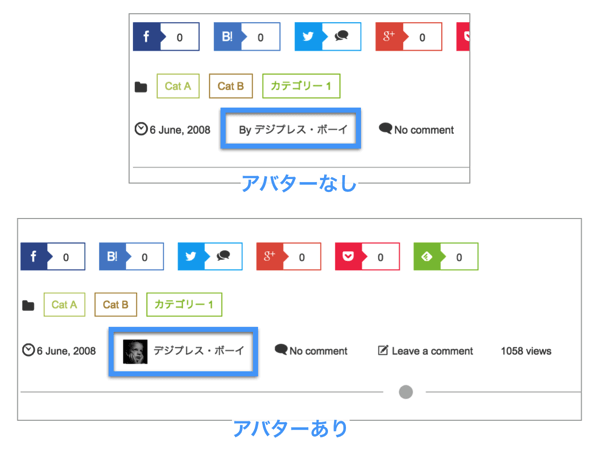 f 0 B! 0 0 g+ 0
Cat A Cat B カテゴリー 1
6 June, 2008 By デジプレス・ボーイ No comment
アバターなし
f 0 B! 0 0 g+ 0 0 0
Cat A Cat B カテゴリー 1
6 June, 2008 デジプレス・ボーイ No comment Leave a comment 1058 views
アバターあり